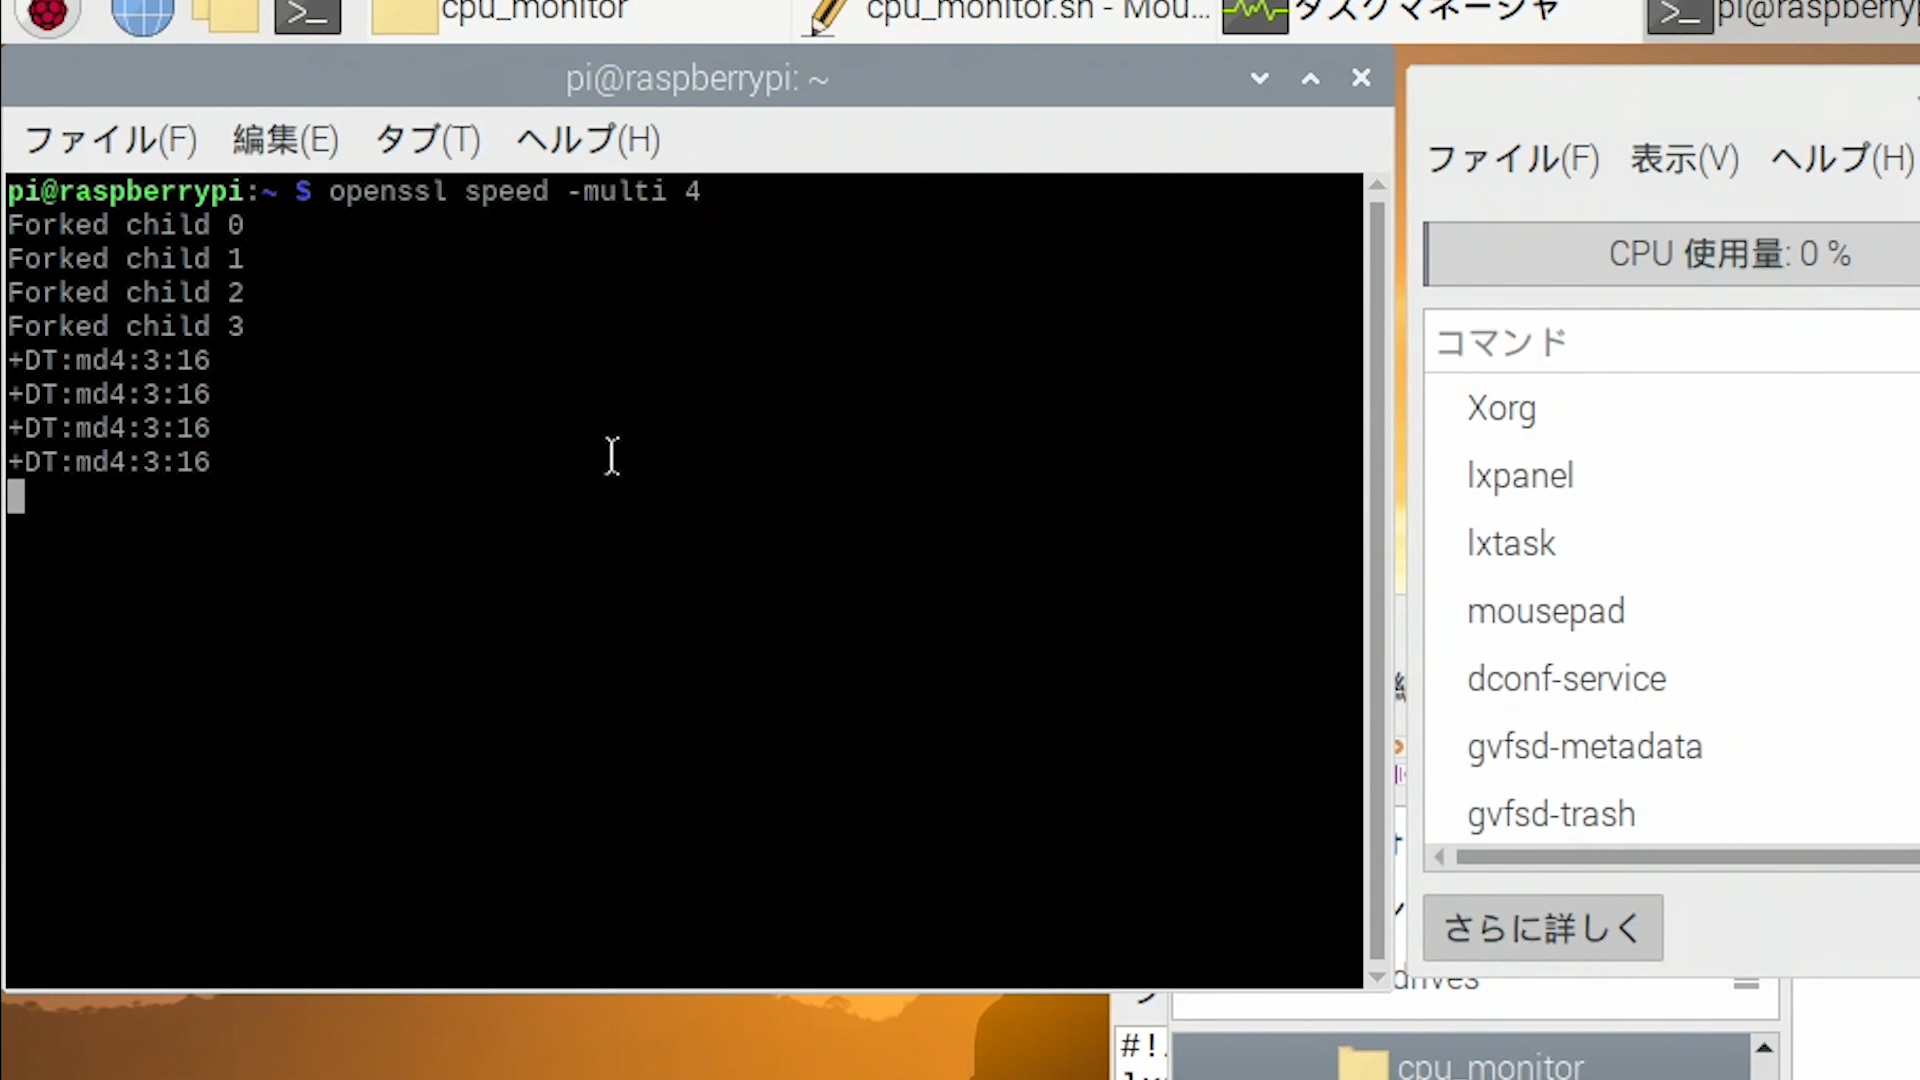 cpu_monitor
cpu_monitor.sh - Mou...
タスクマネージャ
pi@raspberryp
pi@raspberrypi: ~
ファイル(F) 編集(E) タブ(T) ヘルプ(H)
pi@raspberrypi:~ $ openssl speed -multi 4
Forked child 0
Forked child 1
Forked child 2
Forked child 3
+DT:md4:3:16
+DT:md4:3:16
+DT:md4:3:16
+DT:md4:3:16
ファイル(F) 表示(V) ヘルプ(H)
CPU 使用量: 0 %
コマンド
Xorg
lxpanel
lxtask
mousepad
dconf-service
gvfsd-metadata
gvfsd-trash
さらに詳しく
drives
#!
cpu_monitor